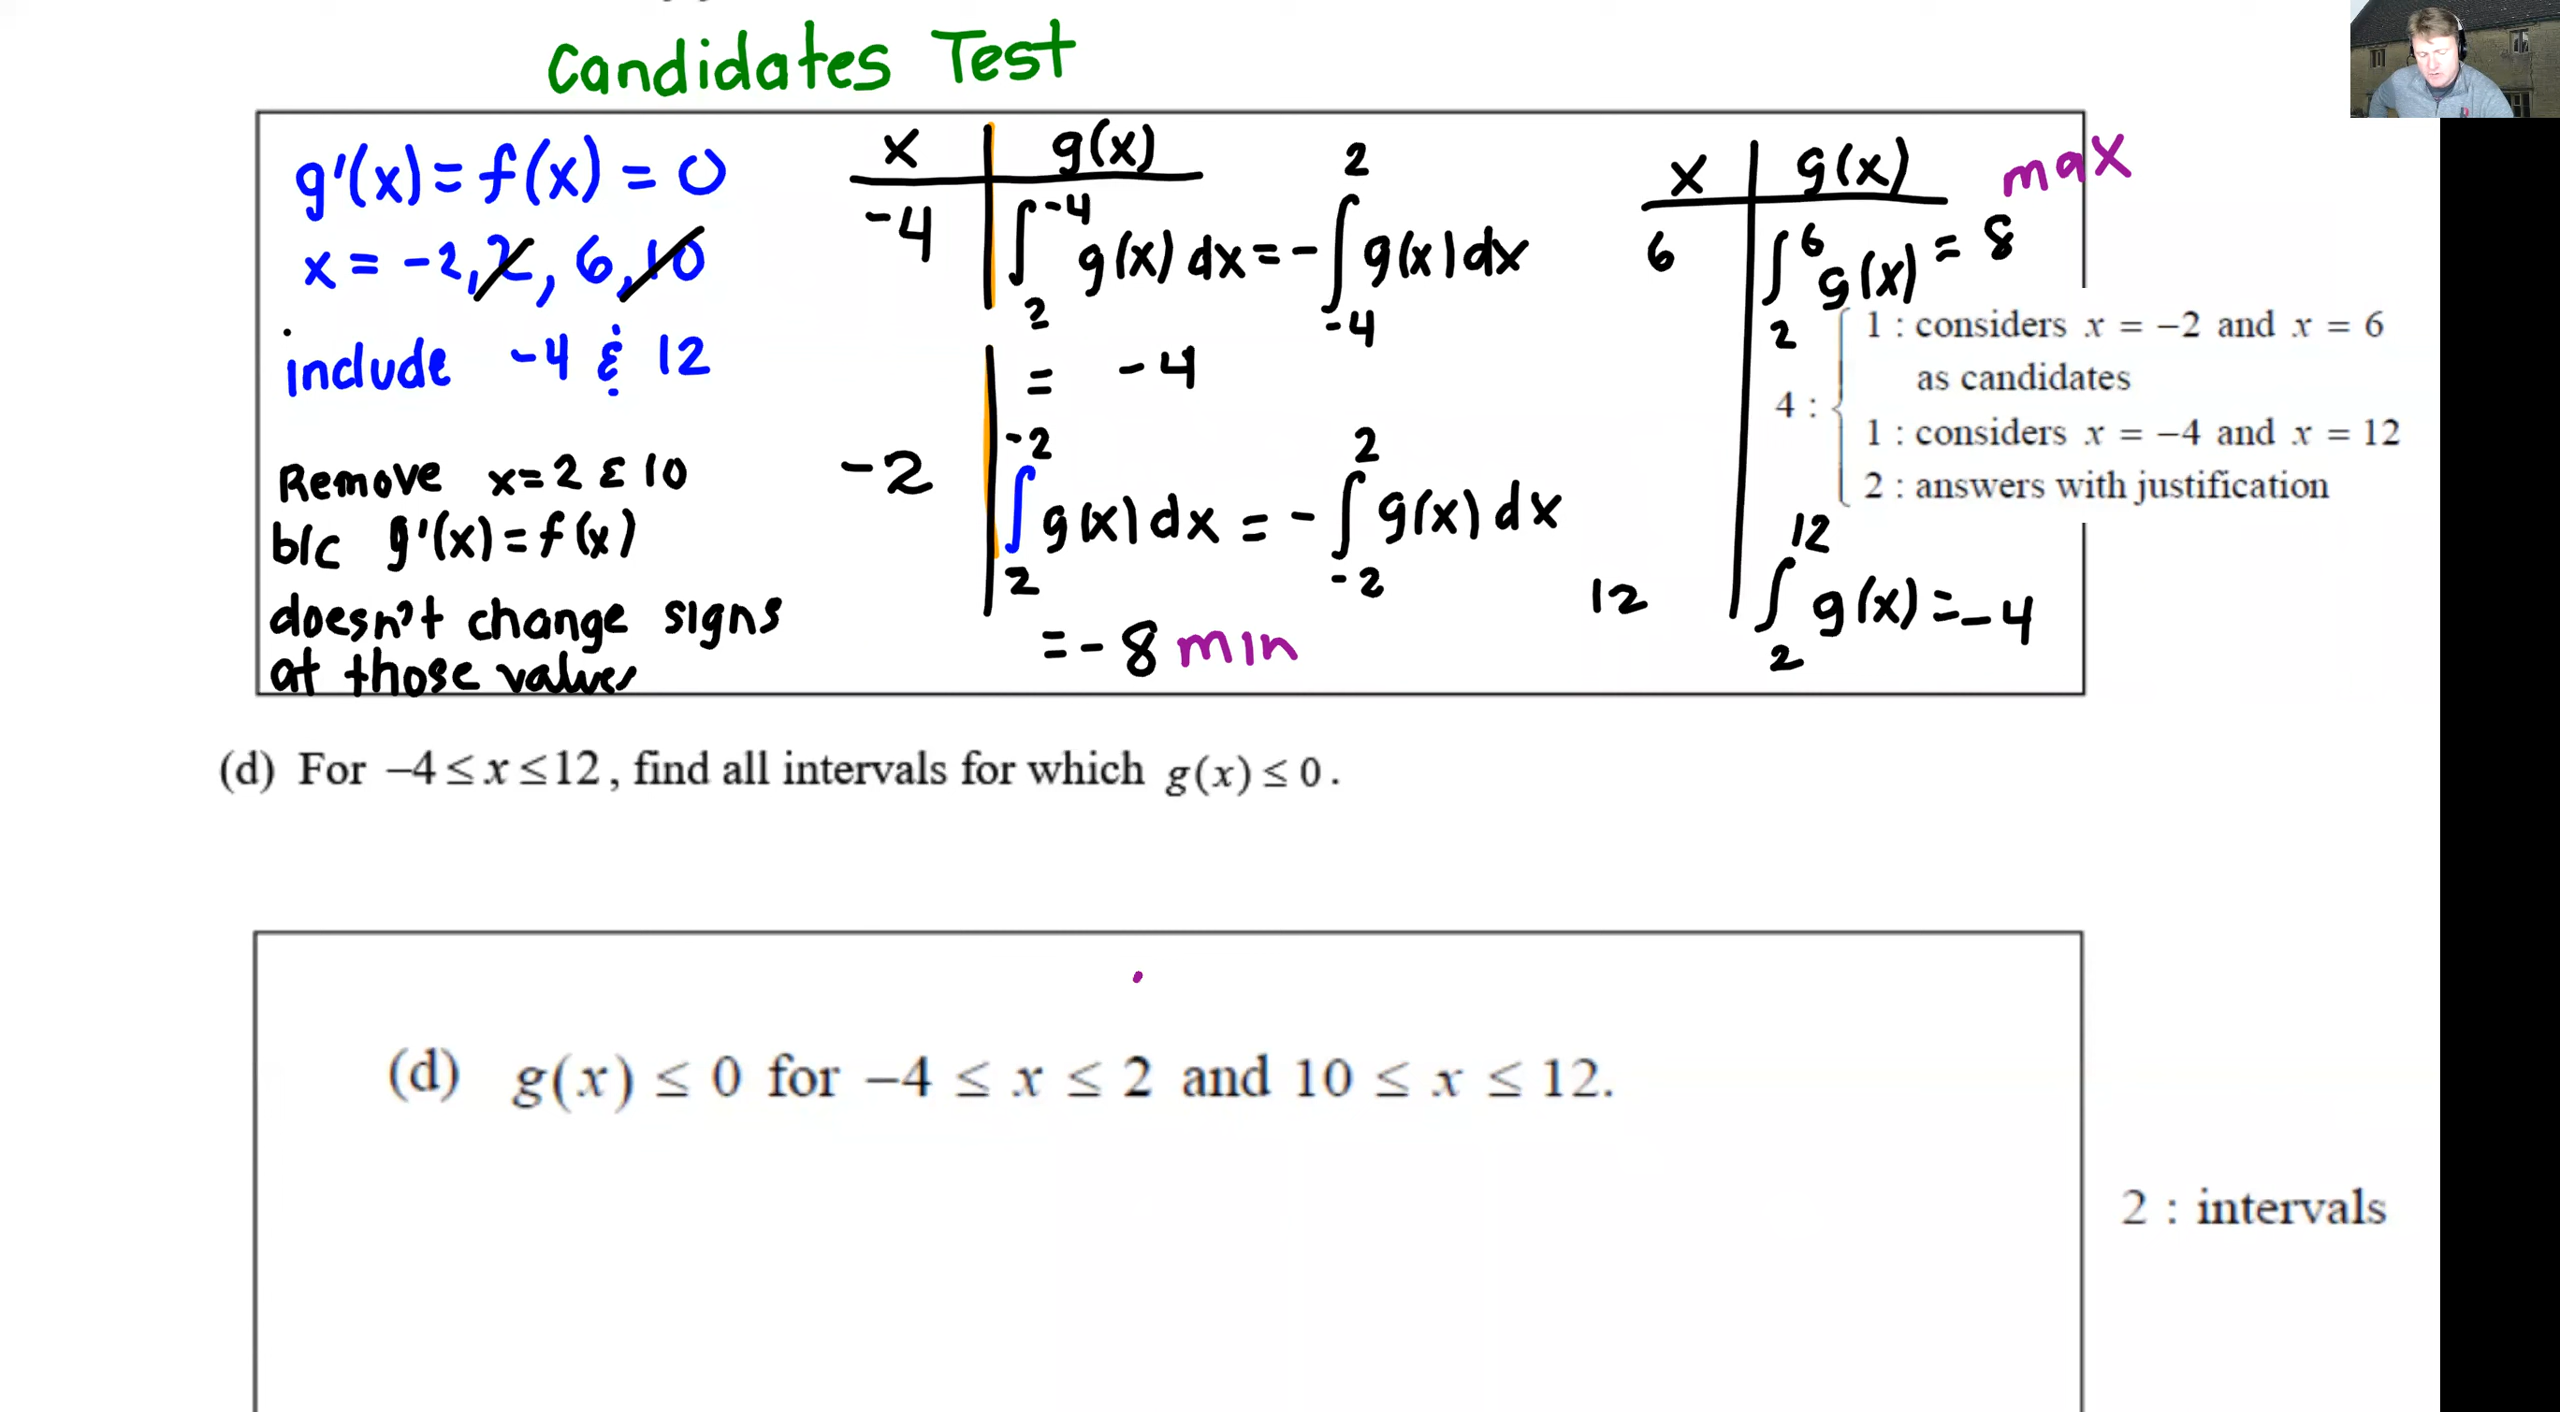 Candidates Test
g'(x) = f(x) = 0
x = -2, 2, 6, 10
include -4 & 12
Remove x=2 & 10
b/c g'(x) = f(x)
doesn't change signs
at those values
x | g(x)
-4 | ∫_2^-4 g(x) dx = -∫_-4^2 g(x) dx
= -4
-2 | ∫_2^-2 g(x) dx = -∫_-2^2 g(x) dx
= -8 min
x | g(x) max
6 | ∫_2^6 g(x) = 8
12 | ∫_2^12 g(x) = -4
4 : { 1 : considers x = −2 and x = 6
as candidates
1 : considers x = −4 and x = 12
2 : answers with justification
(d) For −4 ≤ x ≤ 12, find all intervals for which g(x) ≤ 0.
(d) g(x) ≤ 0 for −4 ≤ x ≤ 2 and 10 ≤ x ≤ 12.
2 : intervals